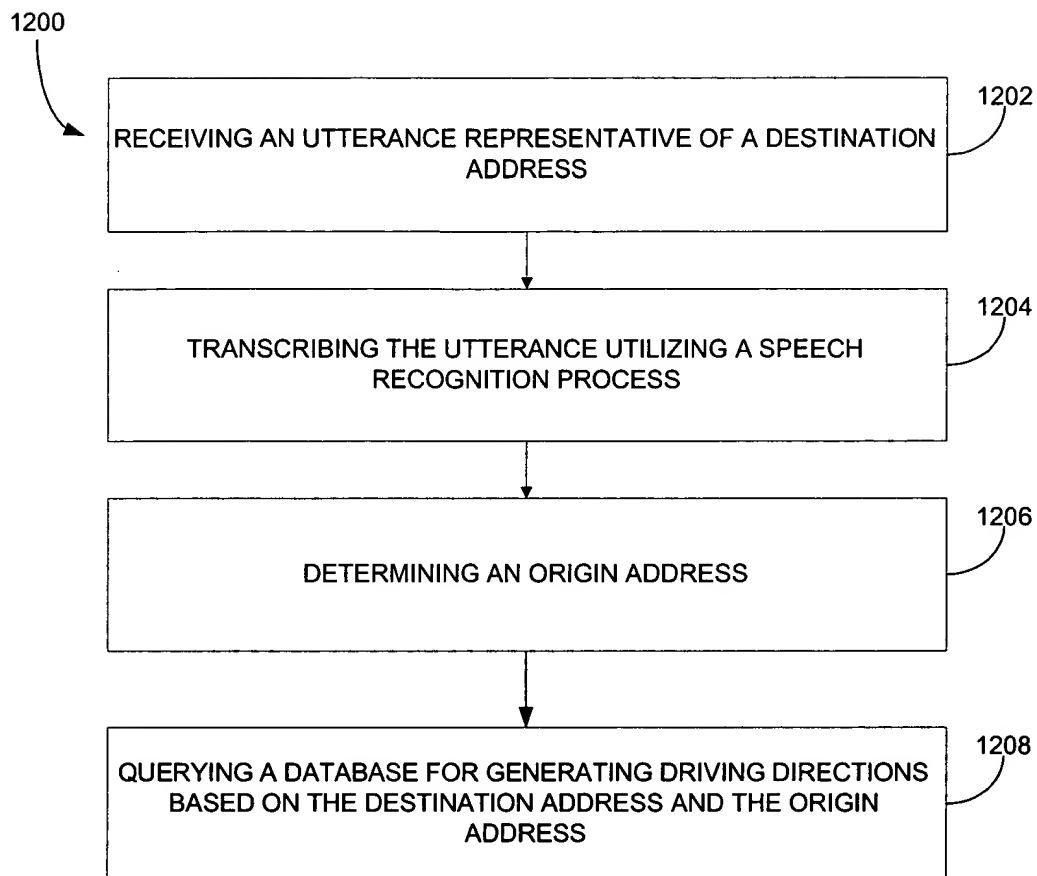 1200
1202
RECEIVING AN UTTERANCE REPRESENTATIVE OF A DESTINATION
ADDRESS
1204
TRANSCRIBING THE UTTERANCE UTILIZING A SPEECH
RECOGNITION PROCESS
1206
DETERMINING AN ORIGIN ADDRESS
1208
QUERYING A DATABASE FOR GENERATING DRIVING DIRECTIONS
BASED ON THE DESTINATION ADDRESS AND THE ORIGIN
ADDRESS